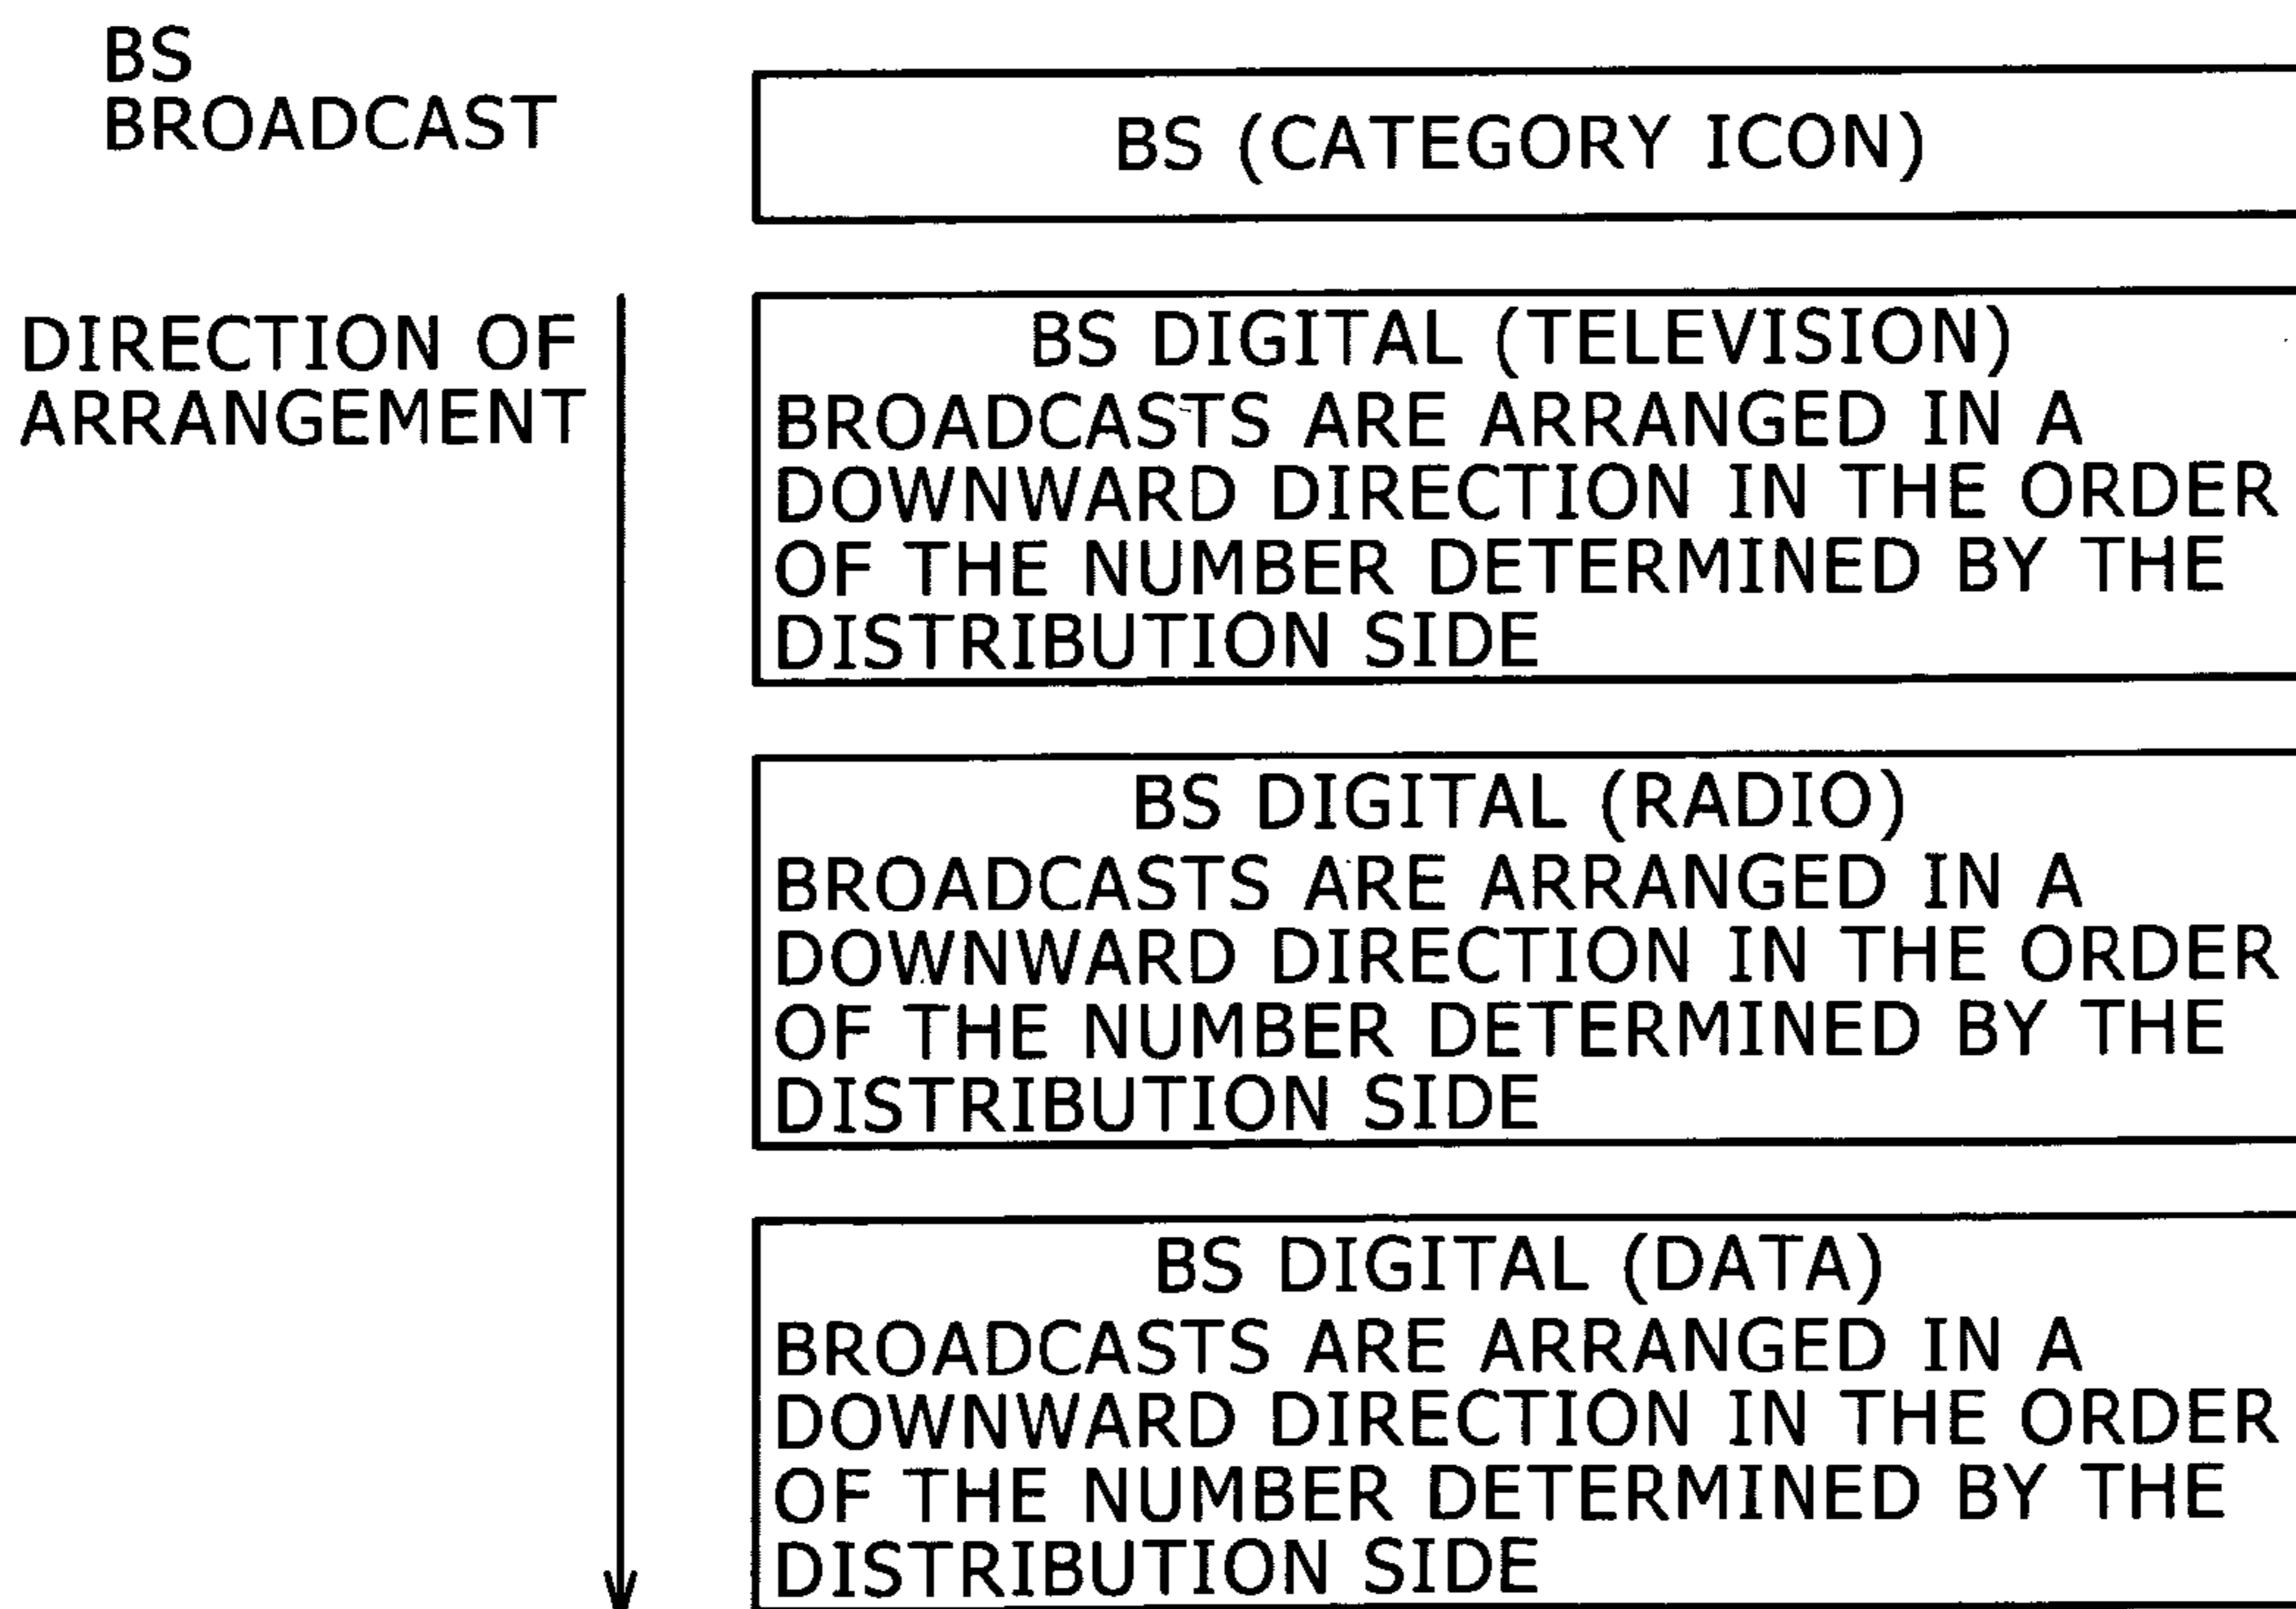 BS
BROADCAST
BS (CATEGORY ICON)
DIRECTION OF
ARRANGEMENT
BS DIGITAL (TELEVISION)
BROADCASTS ARE ARRANGED IN A
DOWNWARD DIRECTION IN THE ORDER
OF THE NUMBER DETERMINED BY THE
DISTRIBUTION SIDE
BS DIGITAL (RADIO)
BROADCASTS ARE ARRANGED IN A
DOWNWARD DIRECTION IN THE ORDER
OF THE NUMBER DETERMINED BY THE
DISTRIBUTION SIDE
BS DIGITAL (DATA)
BROADCASTS ARE ARRANGED IN A
DOWNWARD DIRECTION IN THE ORDER
OF THE NUMBER DETERMINED BY THE
DISTRIBUTION SIDE